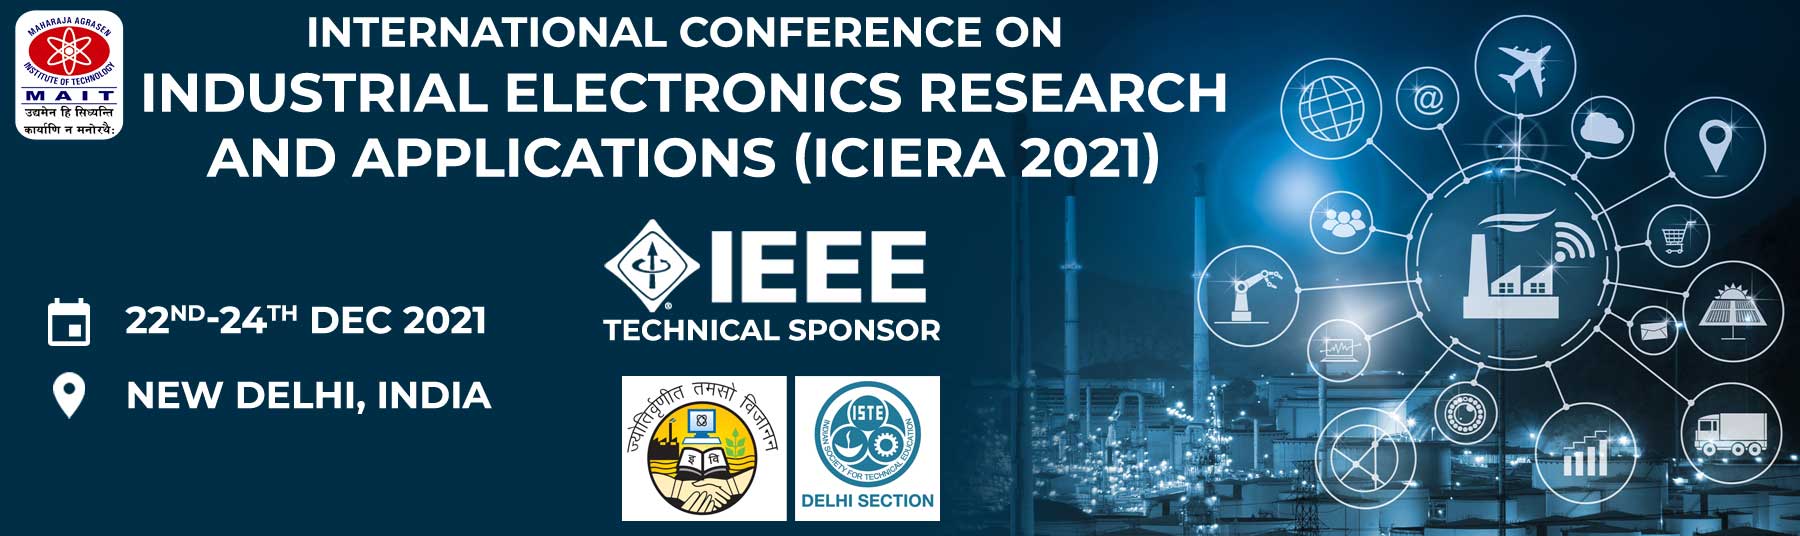 MAHARAJA AGRASEN
INSTITUTE OF TECHNOLOGY
MAIT
उद्यमेन हि सिध्यन्ति
कार्याणि न मनोरथैः
INTERNATIONAL CONFERENCE ON
INDUSTRIAL ELECTRONICS RESEARCH
AND APPLICATIONS (ICIERA 2021)
22ND-24TH DEC 2021
NEW DELHI, INDIA
IEEE
®
TECHNICAL SPONSOR
ज्योतिर्वृणीत तमसो विजानन
इ वि
ISTE
INDIAN SOCIETY FOR TECHNICAL EDUCATION
DELHI SECTION
@